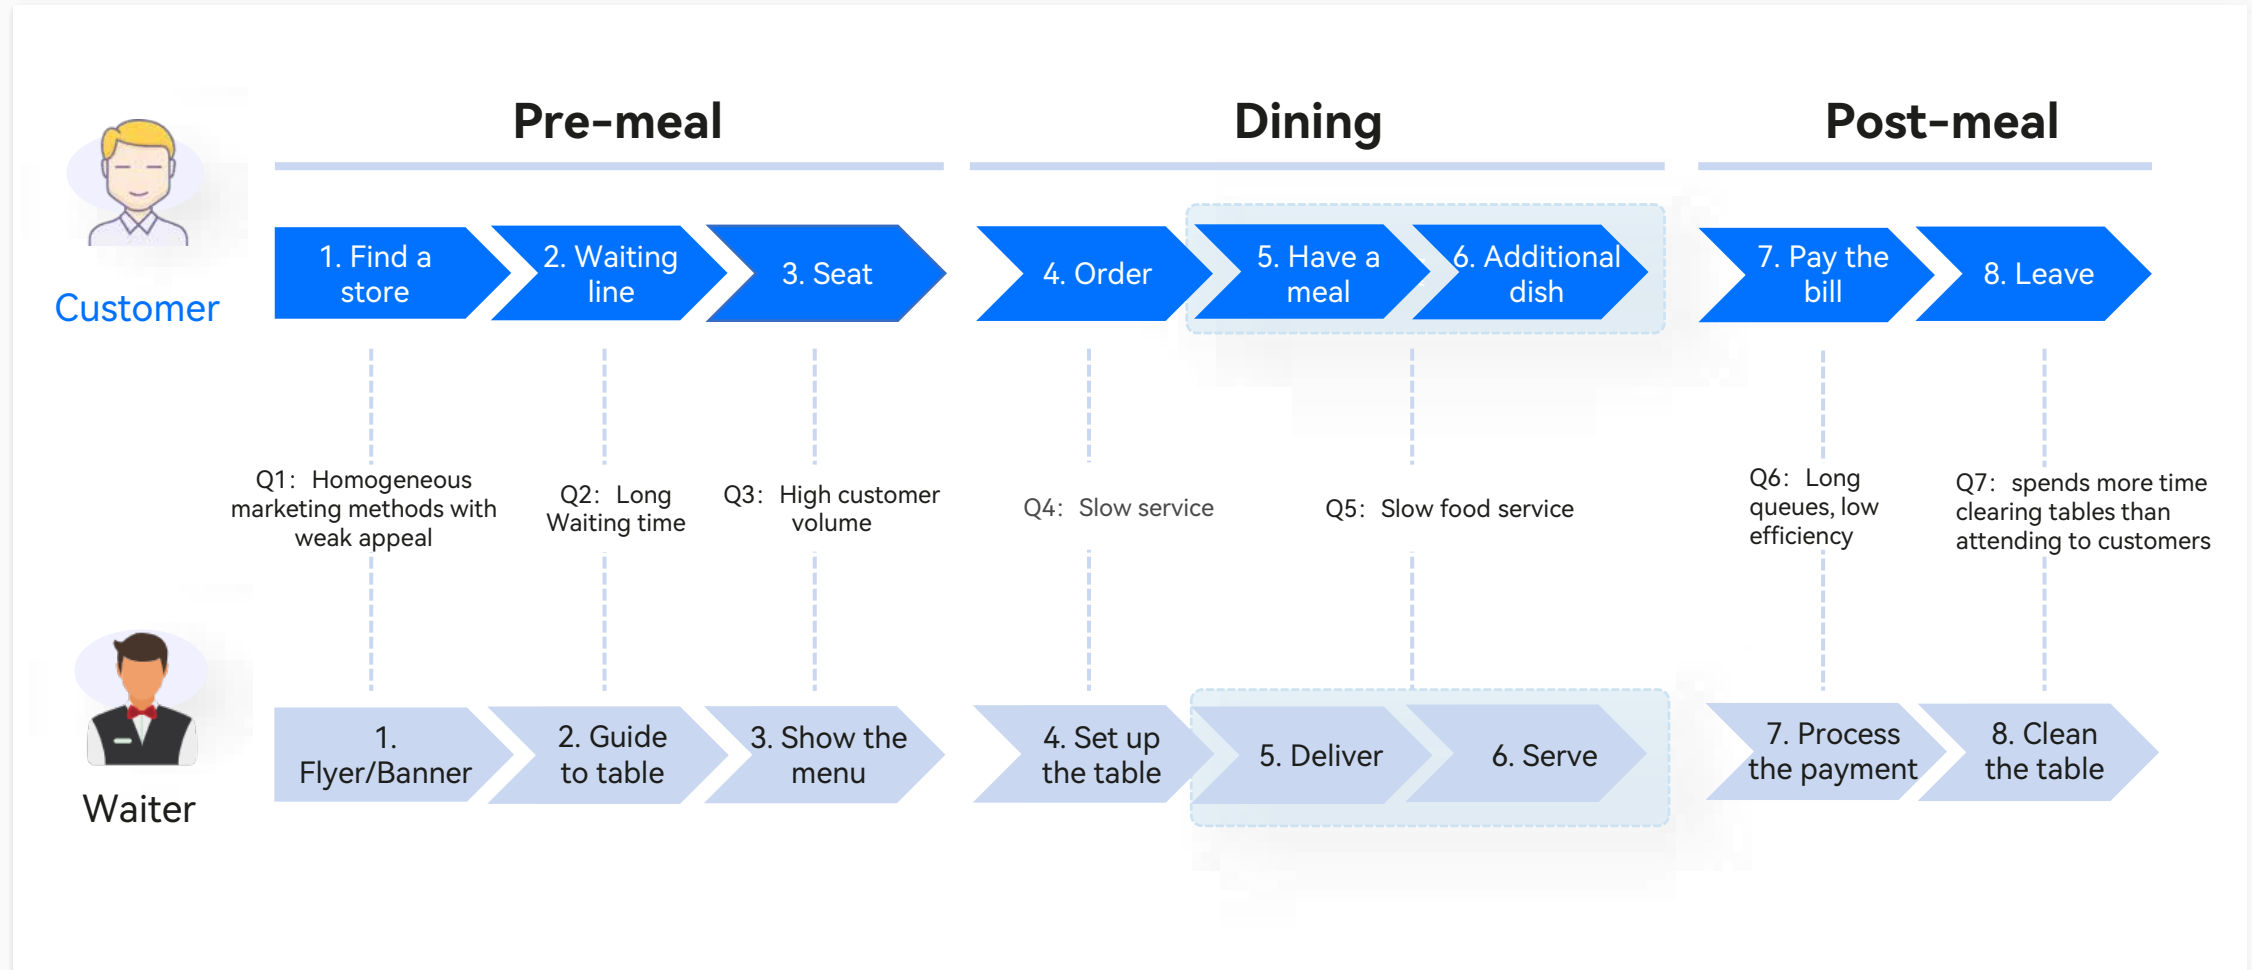 Pre-meal
Dining
Post-meal
Customer
1. Find a
store
2. Waiting
line
3. Seat
4. Order
5. Have a
meal
6. Additional
dish
7. Pay the
bill
8. Leave
Q1: Homogeneous
marketing methods with
weak appeal
Q2: Long
Waiting time
Q3: High customer
volume
Q4: Slow service
Q5: Slow food service
Q6: Long
queues, low
efficiency
Q7: spends more time
clearing tables than
attending to customers
Waiter
1.
Flyer/Banner
2. Guide
to table
3. Show the
menu
4. Set up
the table
5. Deliver
6. Serve
7. Process
the payment
8. Clean
the table